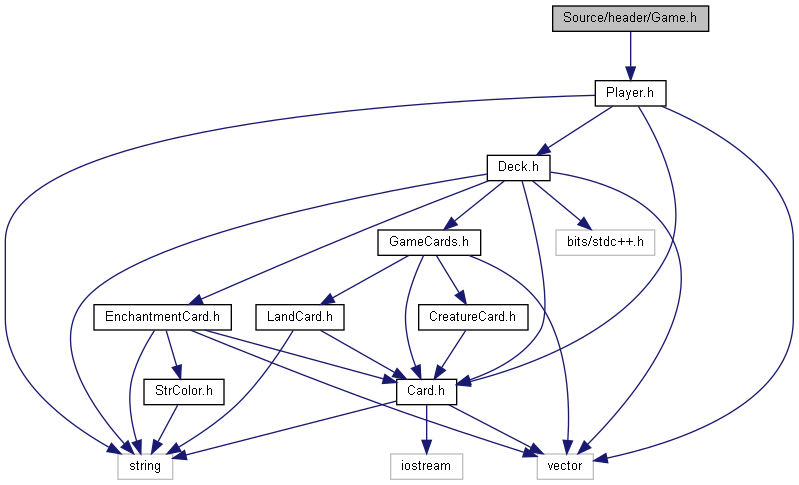 Source/header/Game.h
Player.h
Deck.h
GameCards.h
bits/stdc++.h
EnchantmentCard.h
LandCard.h
CreatureCard.h
StrColor.h
Card.h
string
iostream
vector